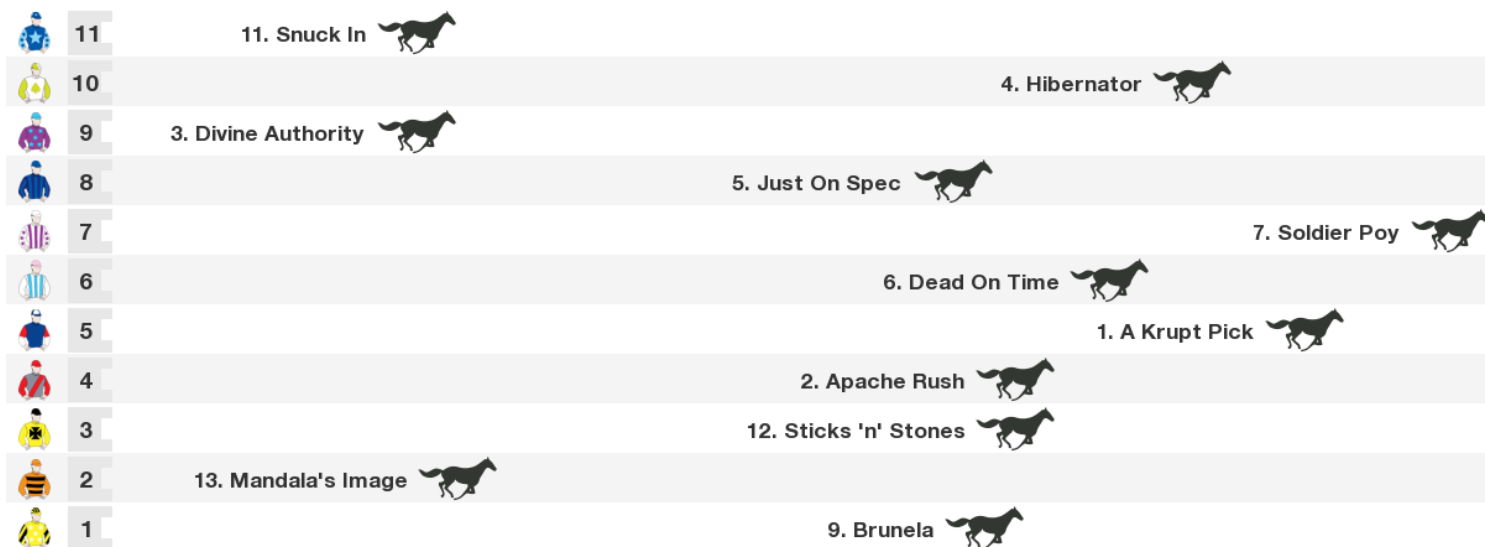 11 11. Snuck In
10 4. Hibernator
9 3. Divine Authority
8 5. Just On Spec
7 7. Soldier Poy
6 6. Dead On Time
5 1. A Krupt Pick
4 2. Apache Rush
3 12. Sticks 'n' Stones
2 13. Mandala's Image
1 9. Brunela